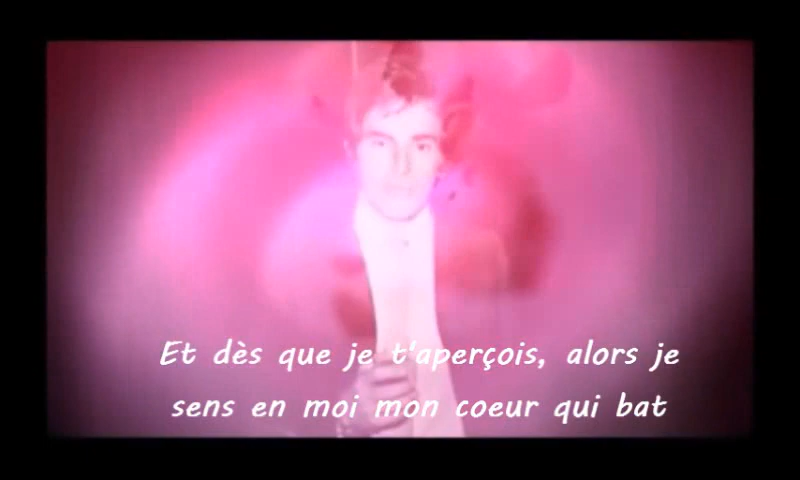 Et dès que je t'aperçois, alors je
sens en moi mon coeur qui bat